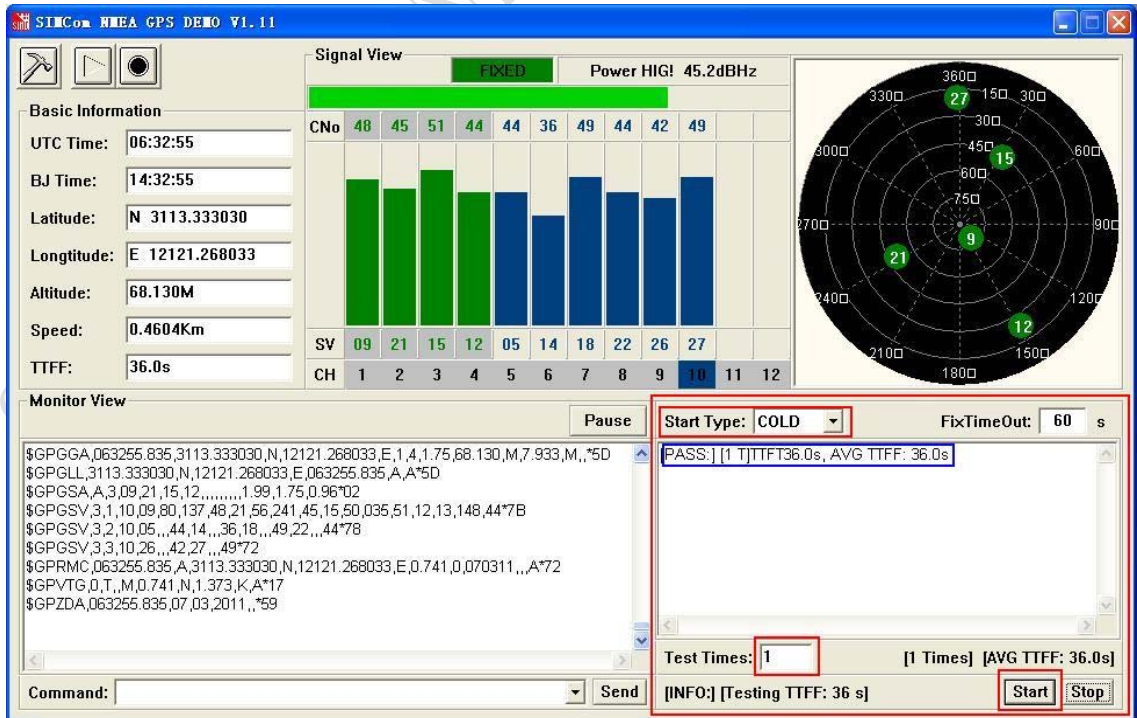 SIMCom NMEA GPS DEMO V1.11
Basic Information
UTC Time: 06:32:55
BJ Time: 14:32:55
Latitude: N 3113.333030
Longtitude: E 12121.268033
Altitude: 68.130M
Speed: 0.4604Km
TTFF: 36.0s
Signal View
FIXED Power HIG! 45.2dBHz
CNo 48 45 51 44 44 36 49 44 42 49
SV 09 21 15 12 05 14 18 22 26 27
CH 1 2 3 4 5 6 7 8 9 10 11 12
360□
330□ 27 15□ 30□
30□
300□ 45□ 15 60□
60□
75□
270□ 90□
9
21
240□ 120□
12
210□ 150□
180□
Monitor View
Pause
$GPGGA,063255.835,3113.333030,N,12121.268033,E,1,4,1.75,68.130,M,7.933,M,,*5D
$GPGLL,3113.333030,N,12121.268033,E,063255.835,A,A*5D
$GPGSA,A,3,09,21,15,12,,,,,,,,,1.99,1.75,0.96*02
$GPGSV,3,1,10,09,80,137,48,21,56,241,45,15,50,035,51,12,13,148,44*7B
$GPGSV,3,2,10,05,,,44,14,,,36,18,,,49,22,,,44*78
$GPGSV,3,3,10,26,,,42,27,,,49*72
$GPRMC,063255.835,A,3113.333030,N,12121.268033,E,0.741,0,070311,,,A*72
$GPVTG,0,T,,M,0.741,N,1.373,K,A*17
$GPZDA,063255.835,07,03,2011,,*59
Command:
Send
Start Type: COLD FixTimeOut: 60 s
[PASS:] [1 T]TTFT36.0s, AVG TTFF: 36.0s
Test Times: 1 [1 Times] [AVG TTFF: 36.0s]
[INFO:] [Testing TTFF: 36 s] Start Stop